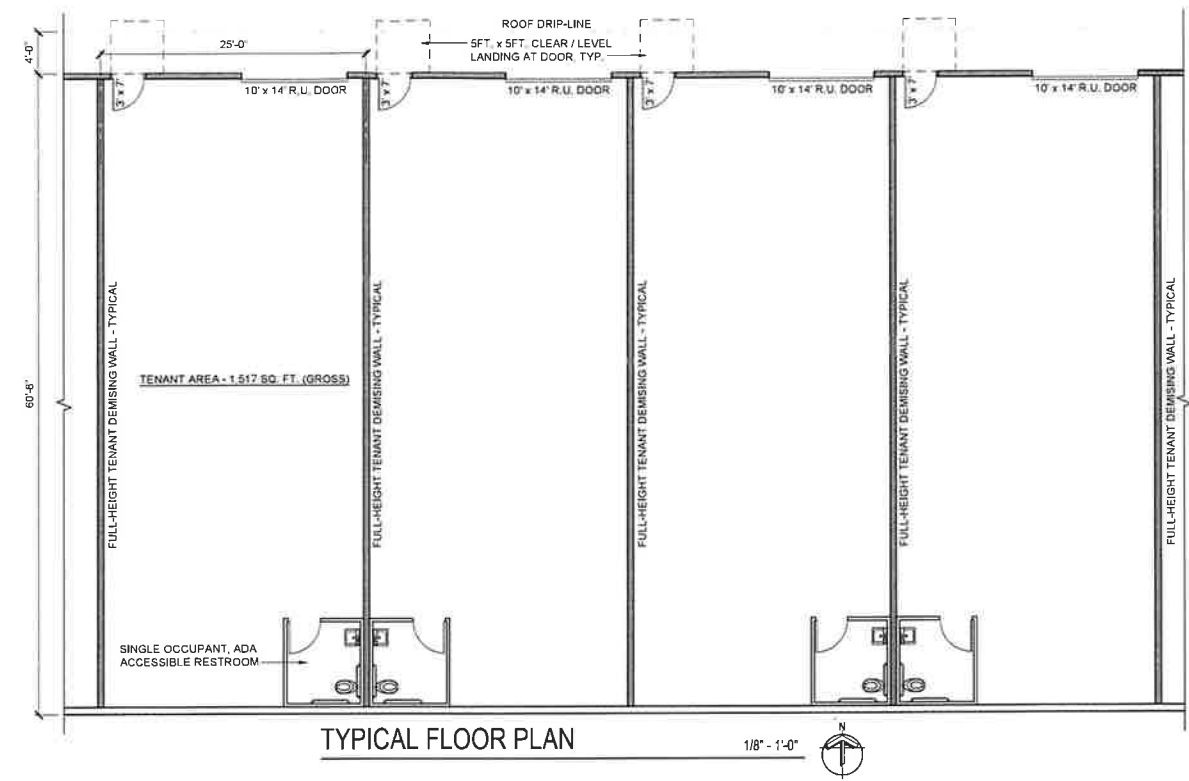 ROOF DRIP-LINE
4'-0"
25'-0"
5FT. x 5FT. CLEAR / LEVEL
LANDING AT DOOR, TYP.
3' x 7'
10' x 14' R.U. DOOR
3' x 7'
10' x 14' R.U. DOOR
3' x 7'
10' x 14' R.U. DOOR
3' x 7'
10' x 14' R.U. DOOR
60'-6"
FULL-HEIGHT TENANT DEMISING WALL - TYPICAL
TENANT AREA - 1,517 SQ. FT. (GROSS)
FULL-HEIGHT TENANT DEMISING WALL - TYPICAL
FULL-HEIGHT TENANT DEMISING WALL - TYPICAL
FULL-HEIGHT TENANT DEMISING WALL - TYPICAL
FULL-HEIGHT TENANT DEMISING WALL - TYPICAL
SINGLE OCCUPANT, ADA
ACCESSIBLE RESTROOM
TYPICAL FLOOR PLAN
1/8" - 1'-0"
N